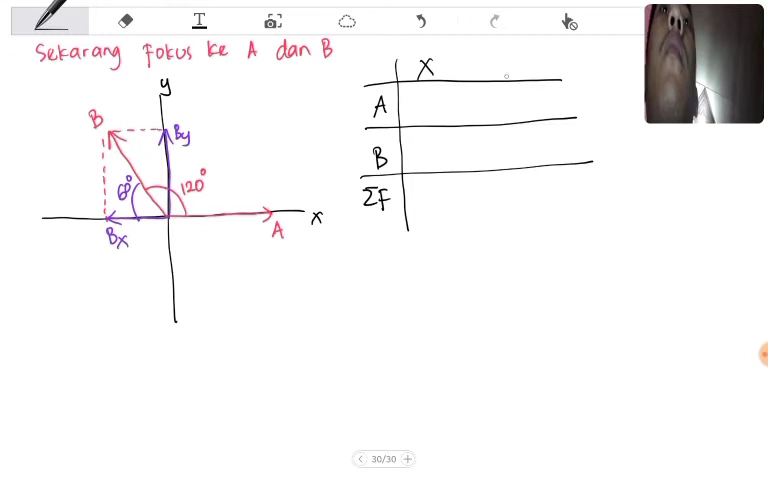 Sekarang fokus ke A dan B
y
B
By
60°
120°
x
Bx
A
X
A
B
ΣF
30/30